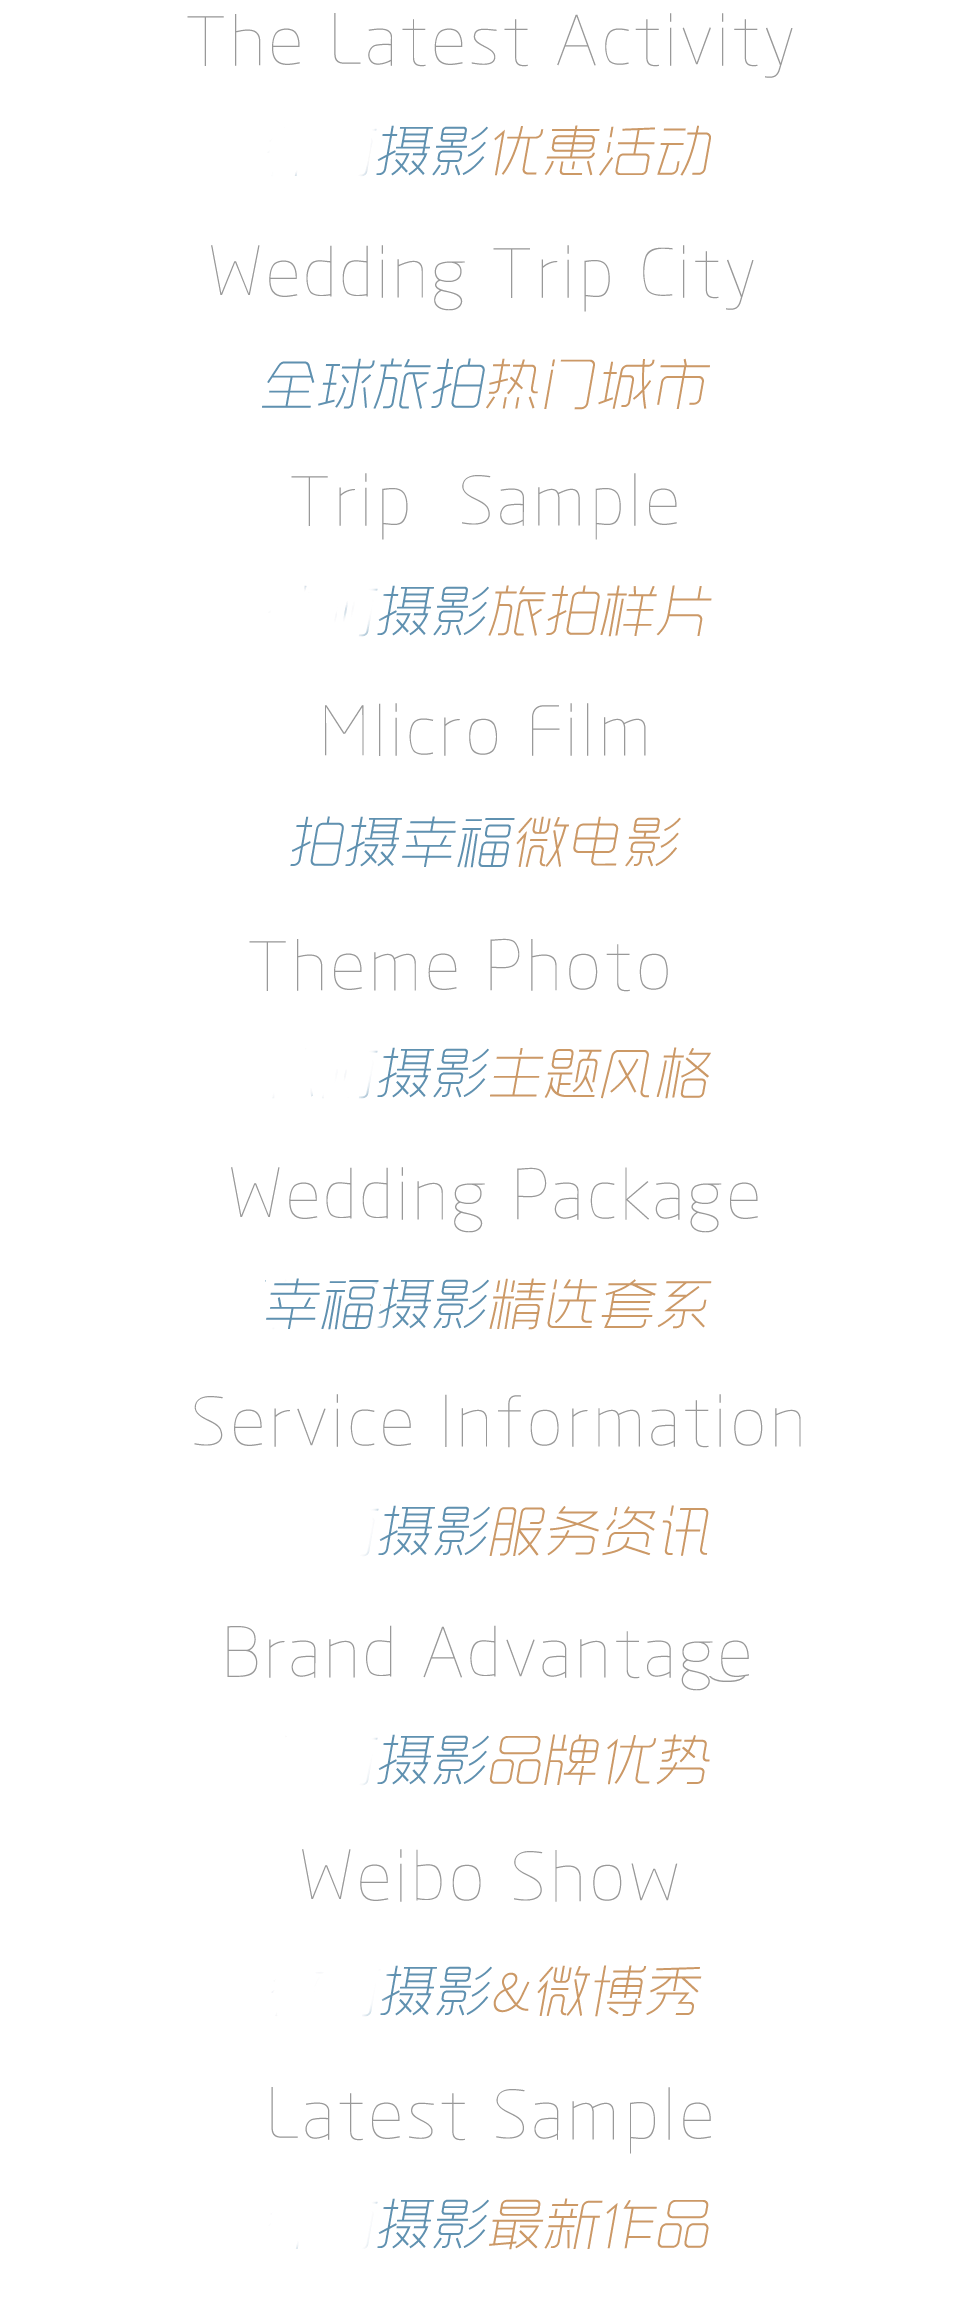 The Latest Activity
摄影优惠活动
Wedding Trip City
全球旅拍热门城市
Trip Sample
摄影旅拍样片
Mlicro Film
拍摄幸福微电影
Theme Photo
摄影主题风格
Wedding Package
幸福摄影精选套系
Service Information
摄影服务资讯
Brand Advantage
摄影品牌优势
Weibo Show
摄影&微博秀
Latest Sample
摄影最新作品